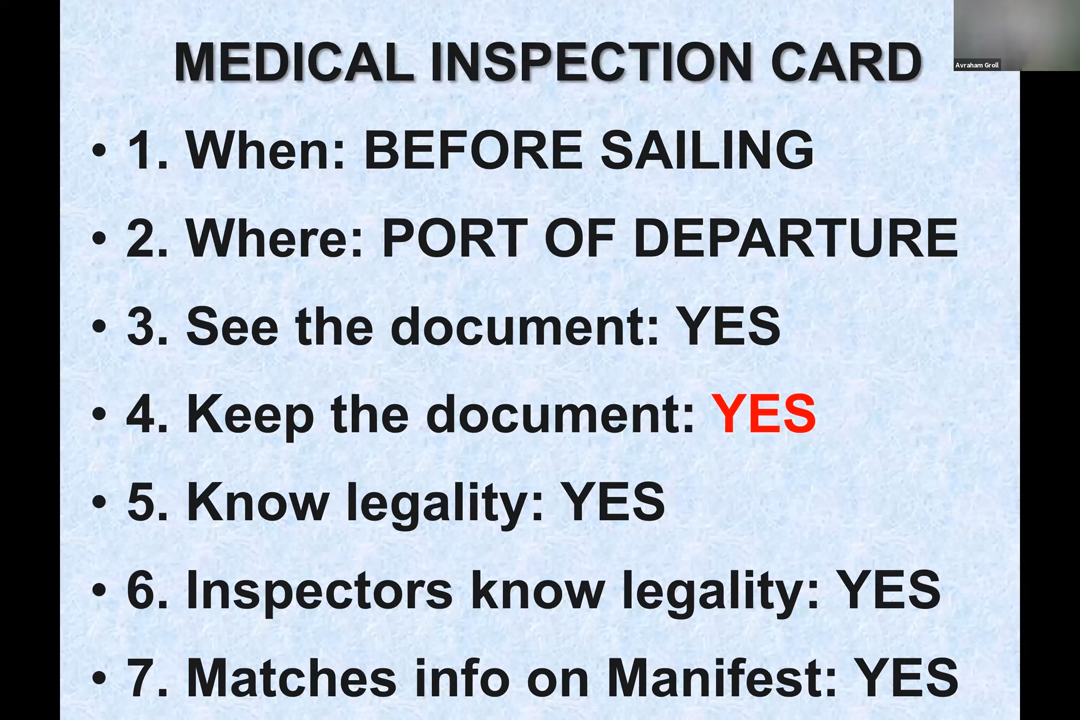 MEDICAL INSPECTION CARD
Avraham Groll
• 1. When: BEFORE SAILING
• 2. Where: PORT OF DEPARTURE
• 3. See the document: YES
• 4. Keep the document: YES
• 5. Know legality: YES
• 6. Inspectors know legality: YES
• 7. Matches info on Manifest: YES